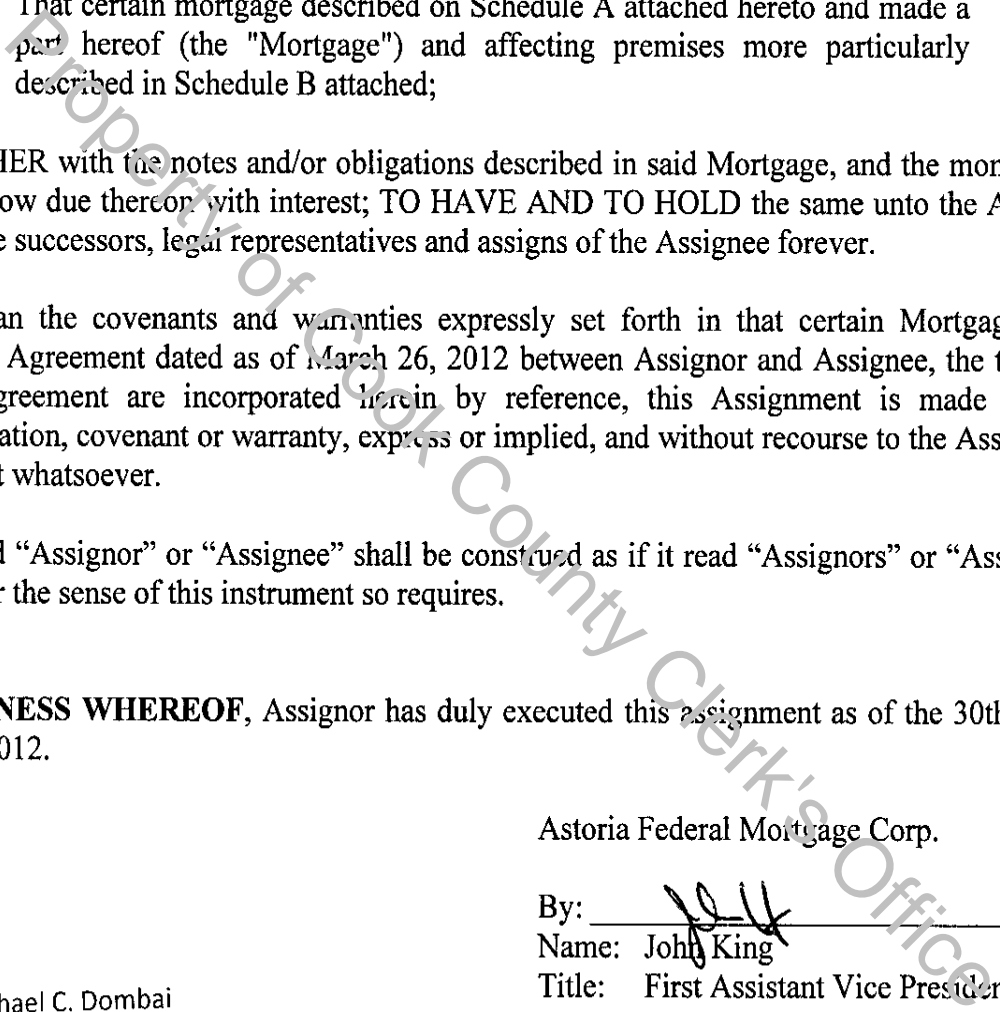 That certain mortgage described on Schedule A attached hereto and made a
part hereof (the "Mortgage") and affecting premises more particularly
described in Schedule B attached;
HER with the notes and/or obligations described in said Mortgage, and the mon
ow due thereon with interest; TO HAVE AND TO HOLD the same unto the A
e successors, legal representatives and assigns of the Assignee forever.
an the covenants and warranties expressly set forth in that certain Mortgag
Agreement dated as of March 26, 2012 between Assignor and Assignee, the t
greement are incorporated herein by reference, this Assignment is made
ation, covenant or warranty, express or implied, and without recourse to the Ass
t whatsoever.
d “Assignor” or “Assignee” shall be construed as if it read “Assignors” or “Ass
r the sense of this instrument so requires.
NESS WHEREOF, Assignor has duly executed this assignment as of the 30th
012.
Astoria Federal Mortgage Corp.
By:
Name: John King
Title: First Assistant Vice Presiden
hael C. Dombai
Property of Cook County Clerk's Office